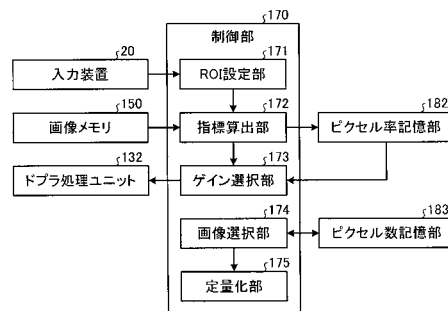 170
制御部
20
入力装置
171
ROI設定部
150
画像メモリ
172
指標算出部
182
ピクセル率記憶部
132
ドプラ処理ユニット
173
ゲイン選択部
174
画像選択部
183
ピクセル数記憶部
175
定量化部